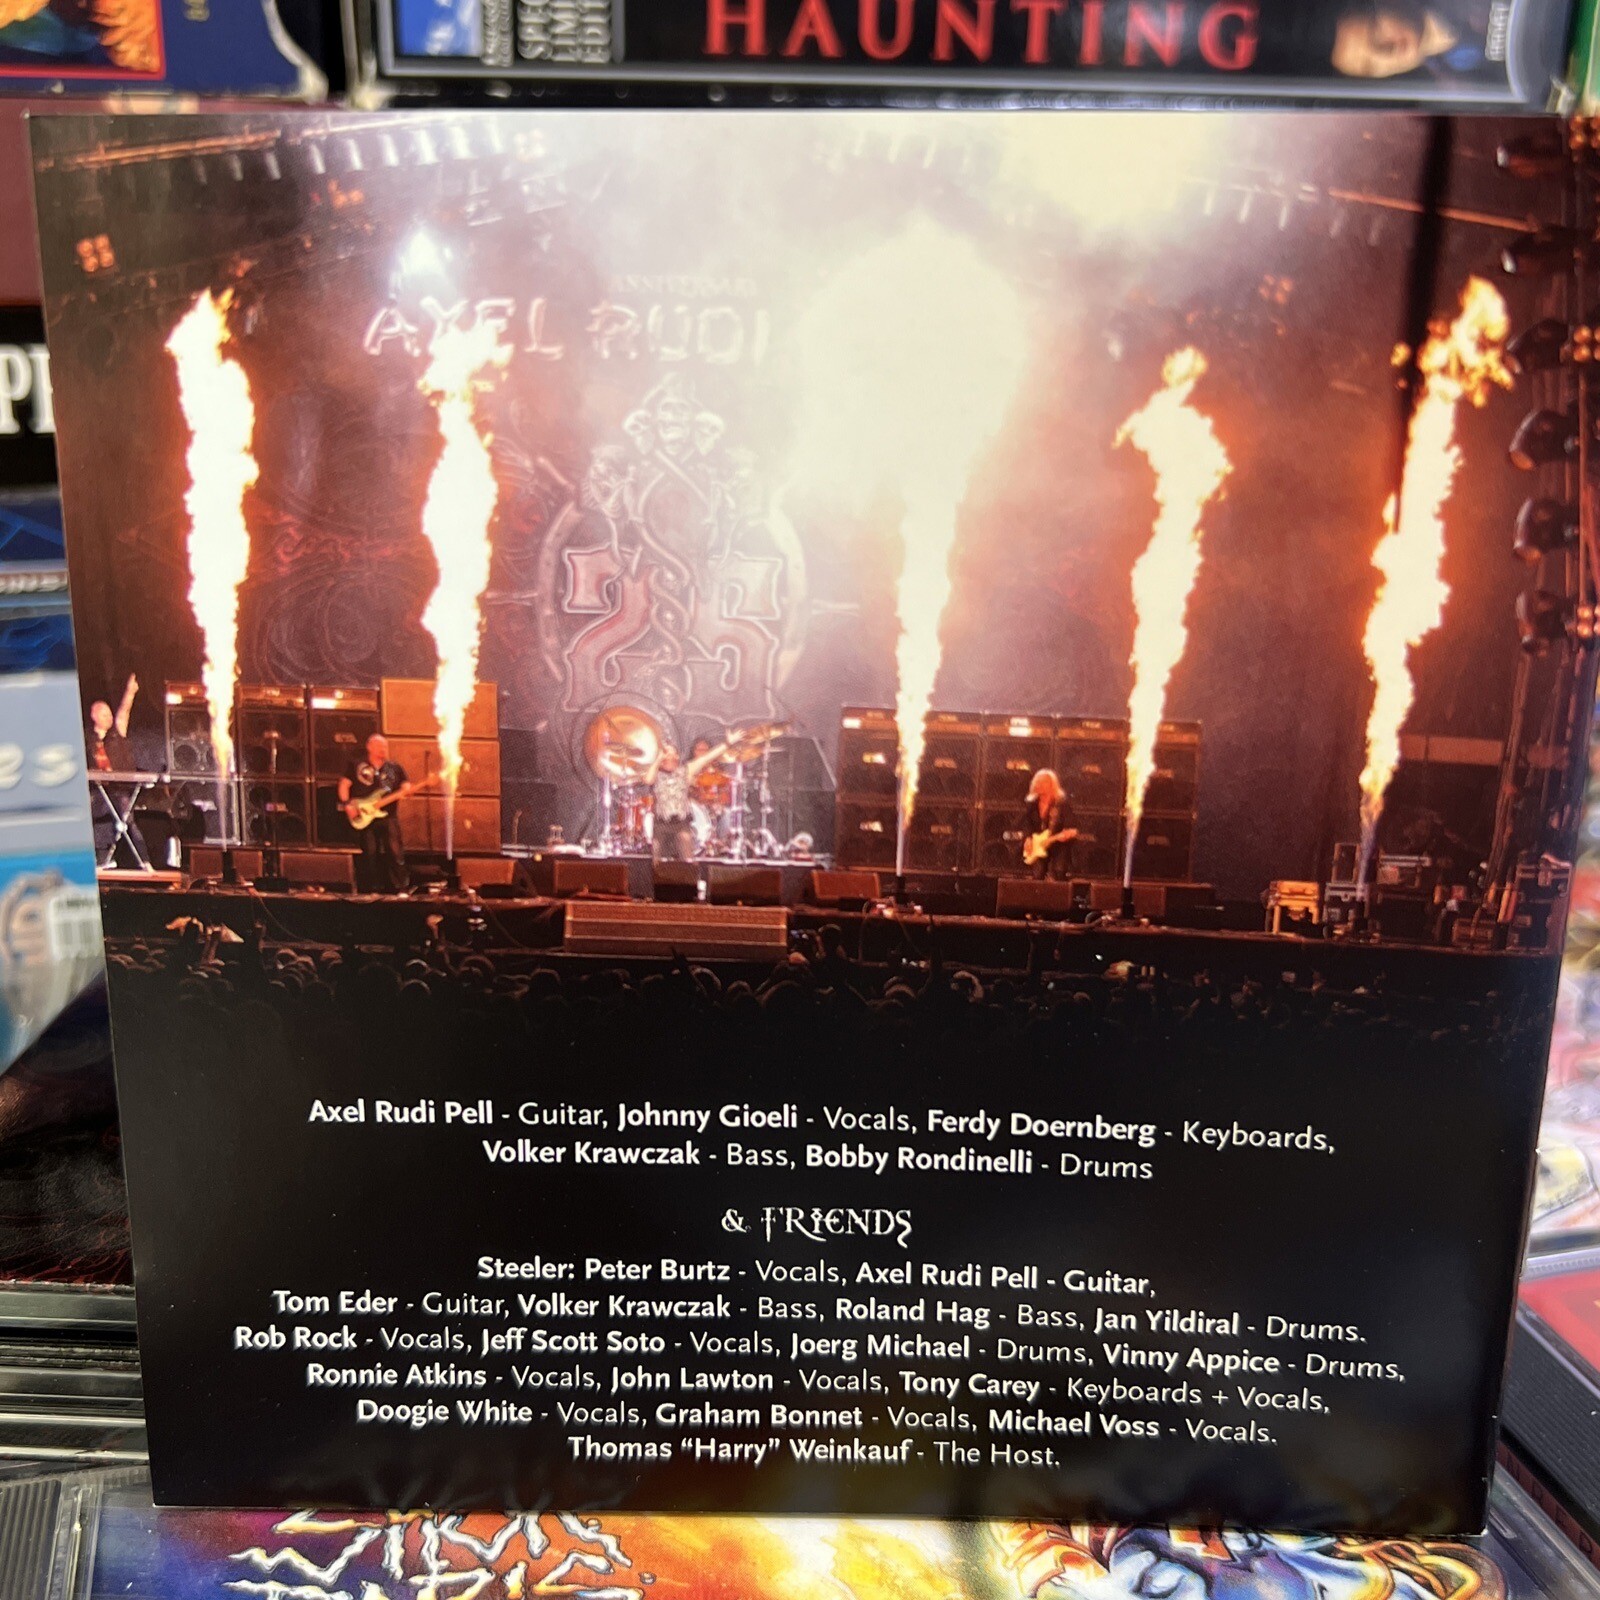 HAUNTING
ANNIVERSARY
AXEL RUDI
25
Axel Rudi Pell - Guitar, Johnny Gioeli - Vocals, Ferdy Doernberg - Keyboards,
Volker Krawczak - Bass, Bobby Rondinelli - Drums
& FRIENDS
Steeler: Peter Burtz - Vocals, Axel Rudi Pell - Guitar,
Tom Eder - Guitar, Volker Krawczak - Bass, Roland Hag - Bass, Jan Yildiral - Drums.
Rob Rock - Vocals, Jeff Scott Soto - Vocals, Joerg Michael - Drums, Vinny Appice - Drums,
Ronnie Atkins - Vocals, John Lawton - Vocals, Tony Carey - Keyboards + Vocals,
Doogie White - Vocals, Graham Bonnet - Vocals, Michael Voss - Vocals.
Thomas “Harry” Weinkauf - The Host.